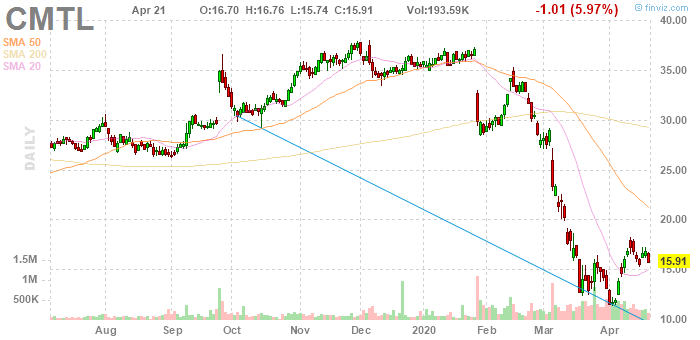 © finviz.com
CMTL Apr 21 O:16.70 H:16.76 L:15.74 C:15.91 Vol:193.59K -1.01 (5.97%)
SMA 50
SMA 200
SMA 20
DAILY
40.00
35.00
30.00
25.00
20.00
15.91
15.00
10.00
1.5M
1M
500K
Aug Sep Oct Nov Dec 2020 Feb Mar Apr